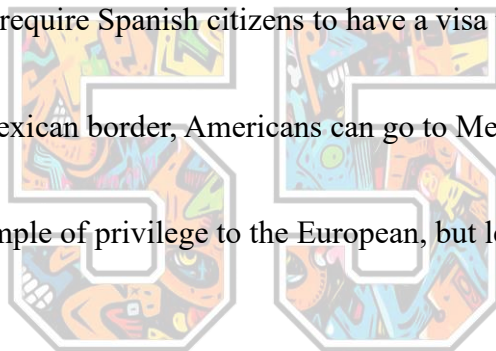 require Spanish citizens to have a visa
exican border, Americans can go to Me
mple of privilege to the European, but l
55